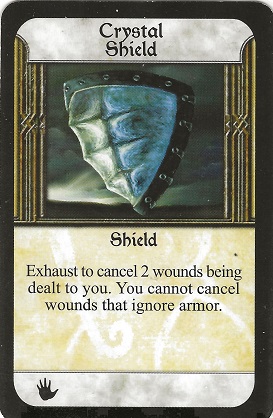 Crystal
Shield
Shield
Exhaust to cancel 2 wounds being
dealt to you. You cannot cancel
wounds that ignore armor.